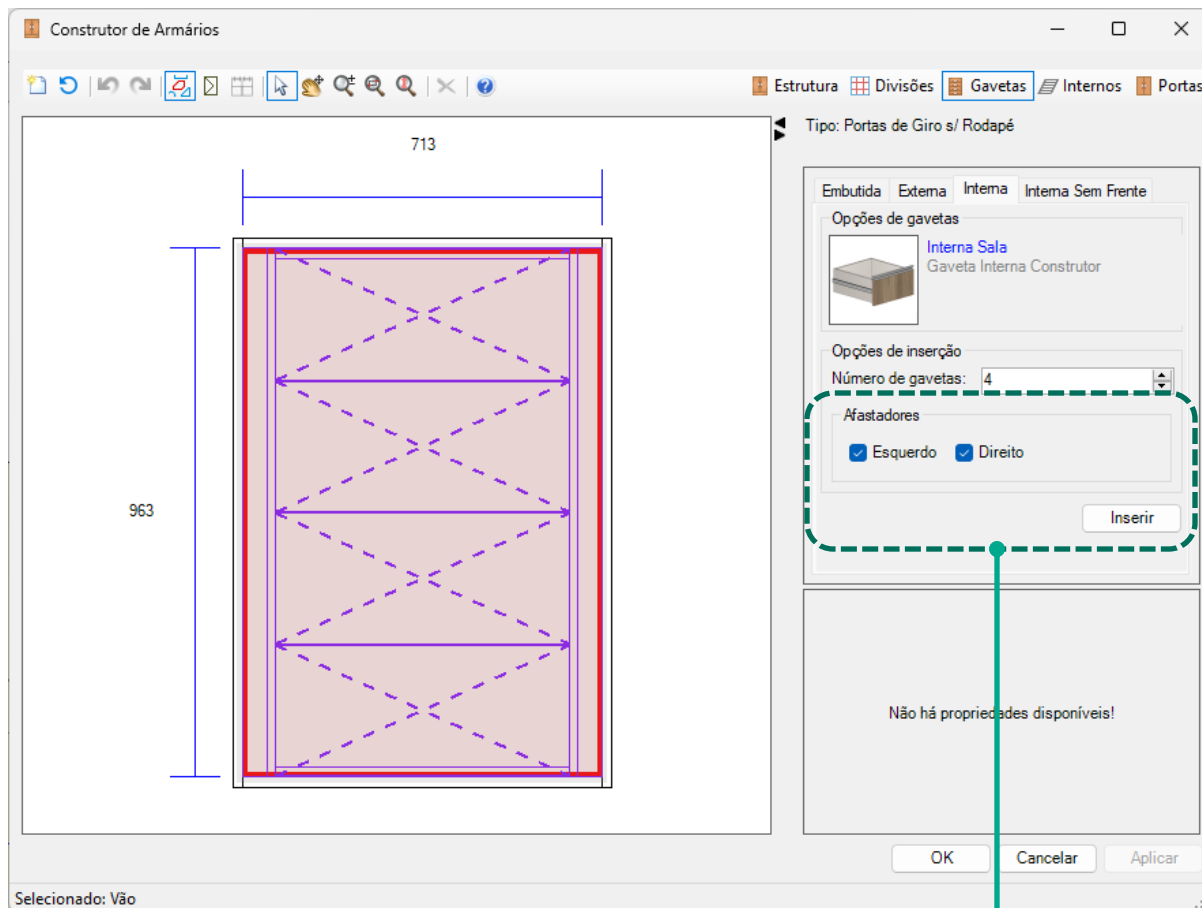 Construtor de Armários
Estrutura Divisões Gavetas Internos Portas
Tipo: Portas de Giro s/ Rodapé
713
963
Embutida Externa Interna Interna Sem Frente
Opções de gavetas
Interna Sala
Gaveta Interna Construtor
Opções de inserção
Número de gavetas: 4
Afastadores
Esquerdo Direito
Inserir
Não há propriedades disponíveis!
OK Cancelar Aplicar
Selecionado: Vão